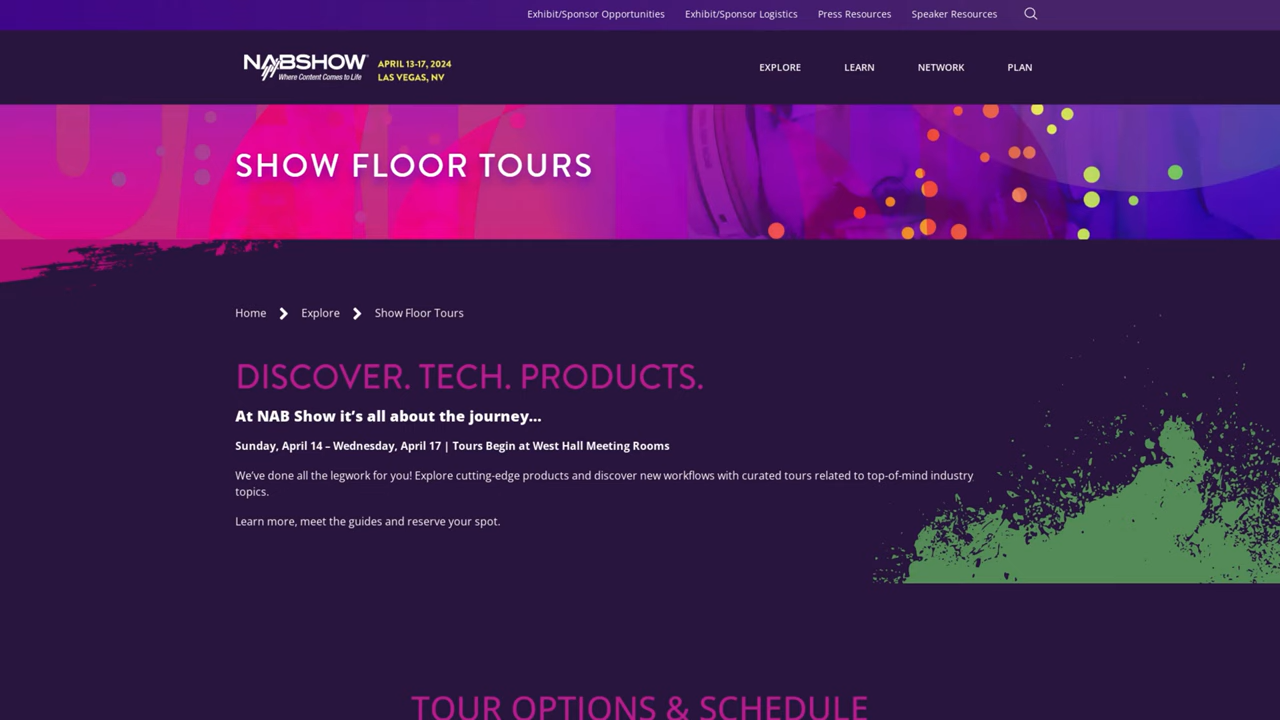 Exhibit/Sponsor Opportunities Exhibit/Sponsor Logistics Press Resources Speaker Resources
NABSHOW®
Where Content Comes to Life
APRIL 13-17, 2024
LAS VEGAS, NV
EXPLORE LEARN NETWORK PLAN
SHOW FLOOR TOURS
Home Explore Show Floor Tours
DISCOVER. TECH. PRODUCTS.
At NAB Show it’s all about the journey…
Sunday, April 14 – Wednesday, April 17 | Tours Begin at West Hall Meeting Rooms
We’ve done all the legwork for you! Explore cutting-edge products and discover new workflows with curated tours related to top-of-mind industry
topics.
Learn more, meet the guides and reserve your spot.
TOUR OPTIONS & SCHEDULE